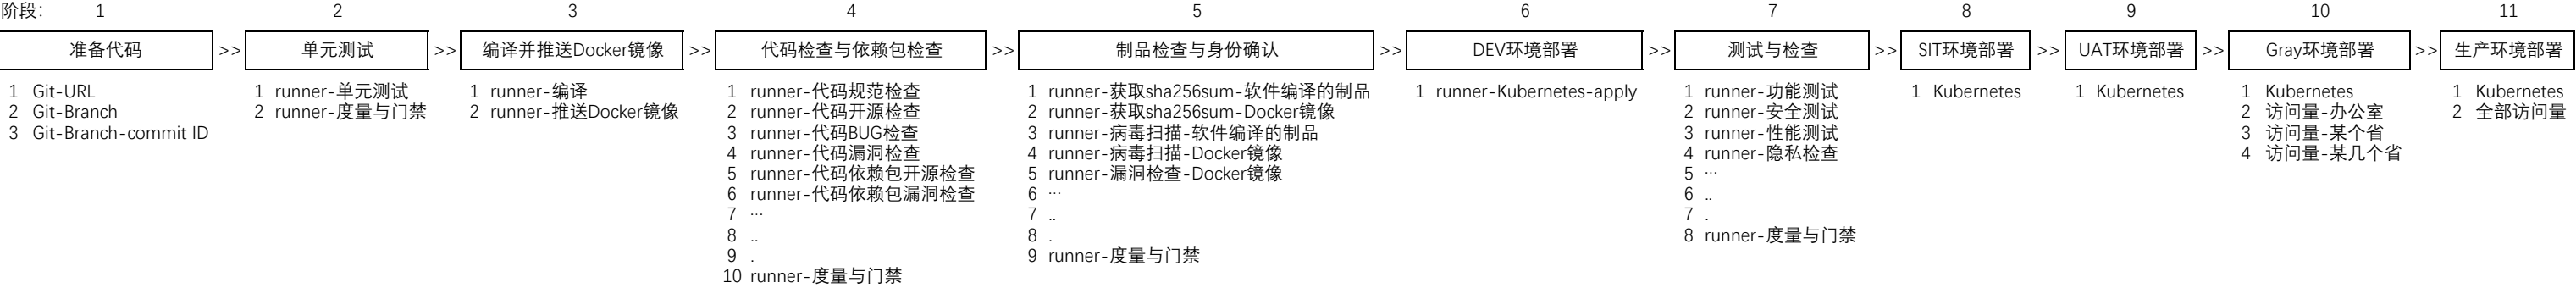 阶段: 1 2 3 4 5 6 7 8 9 10 11
准备代码 >> 单元测试 >> 编译并推送Docker镜像 >> 代码检查与依赖包检查 >> 制品检查与身份确认 >> DEV环境部署 >> 测试与检查 >> SIT环境部署 >> UAT环境部署 >> Gray环境部署 >> 生产环境部署
1 Git-URL
2 Git-Branch
3 Git-Branch-commit ID
1 runner-单元测试
2 runner-度量与门禁
1 runner-编译
2 runner-推送Docker镜像
1 runner-代码规范检查
2 runner-代码开源检查
3 runner-代码BUG检查
4 runner-代码漏洞检查
5 runner-代码依赖包开源检查
6 runner-代码依赖包漏洞检查
7 ...
8 ..
9 .
10 runner-度量与门禁
1 runner-获取sha256sum-软件编译的制品
2 runner-获取sha256sum-Docker镜像
3 runner-病毒扫描-软件编译的制品
4 runner-病毒扫描-Docker镜像
5 runner-漏洞检查-Docker镜像
6 ...
7 ..
8 .
9 runner-度量与门禁
1 runner-Kubernetes-apply
1 runner-功能测试
2 runner-安全测试
3 runner-性能测试
4 runner-隐私检查
5 ...
6 ..
7 .
8 runner-度量与门禁
1 Kubernetes
1 Kubernetes
1 Kubernetes
2 访问量-办公室
3 访问量-某个省
4 访问量-某几个省
1 Kubernetes
2 全部访问量